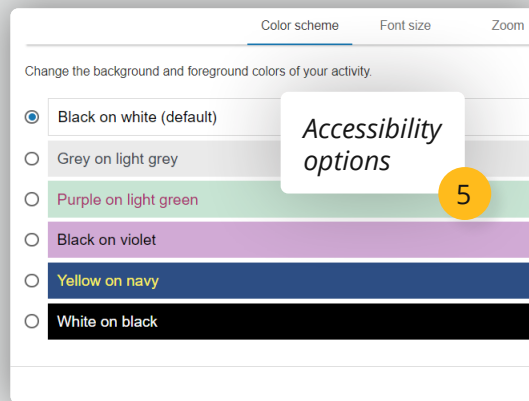 Color scheme Font size Zoom
Change the background and foreground colors of your activity.
Black on white (default)
Accessibility
options
Grey on light grey
5
Purple on light green
Black on violet
Yellow on navy
White on black